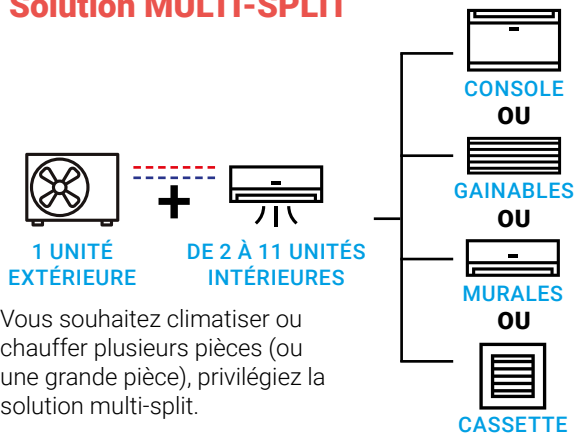 Solution MULTI-SPLIT
1 UNITÉ
EXTÉRIEURE
+
DE 2 À 11 UNITÉS
INTÉRIEURES
CONSOLE
OU
GAINABLES
OU
MURALES
OU
CASSETTE
Vous souhaitez climatiser ou
chauffer plusieurs pièces (ou
une grande pièce), privilégiez la
solution multi-split.